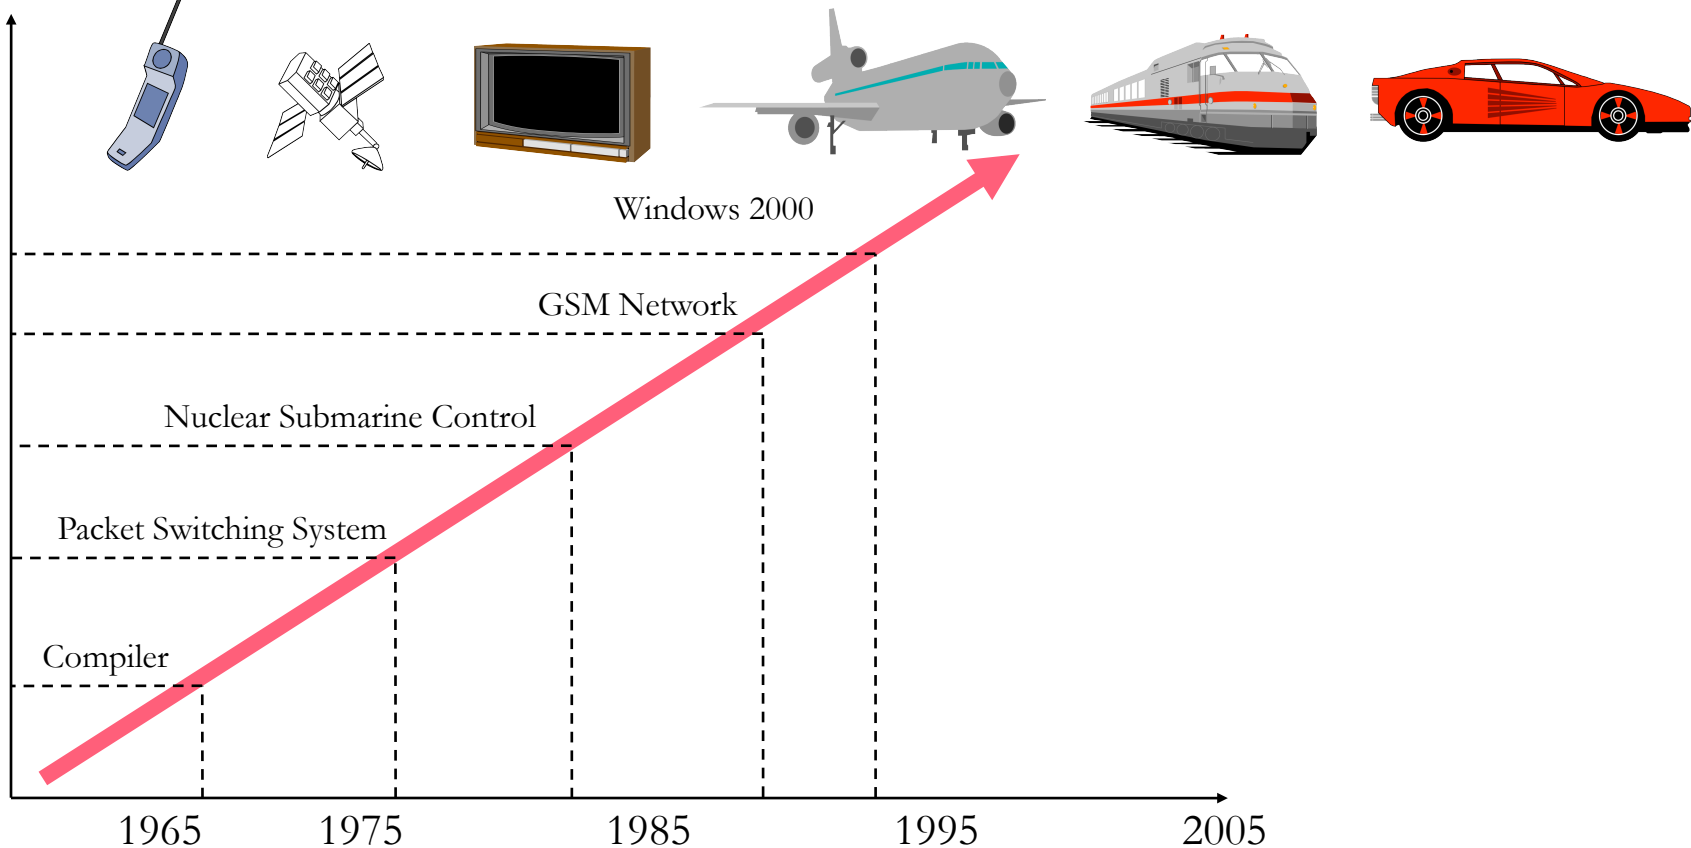 Windows 2000
GSM Network
Nuclear Submarine Control
Packet Switching System
Compiler
1965 1975 1985 1995 2005